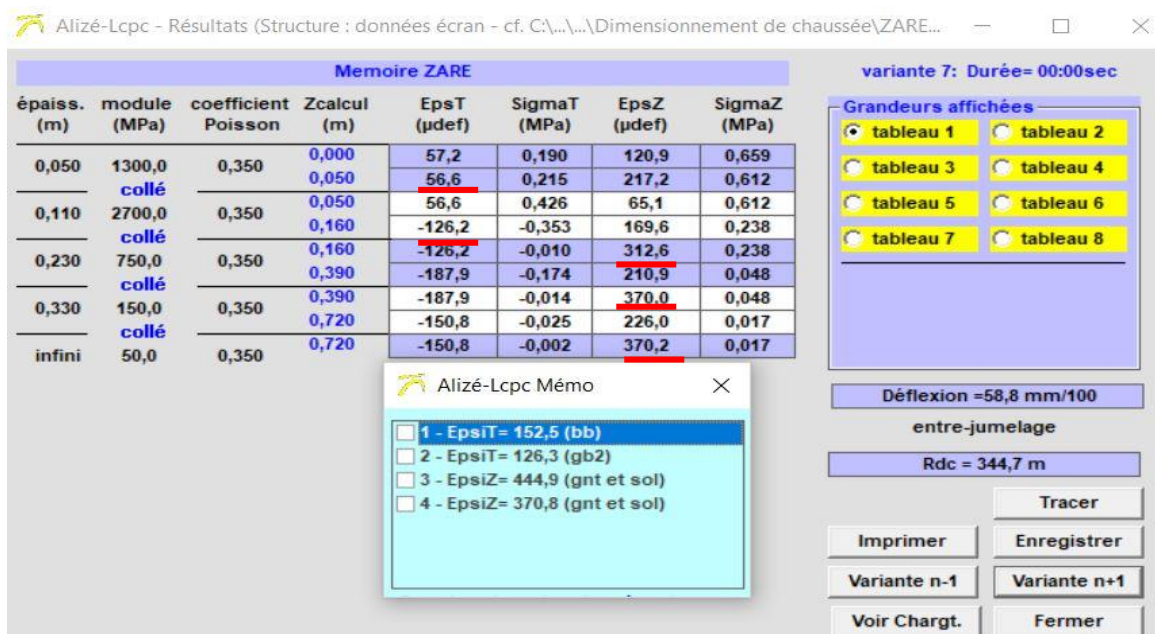 Alizé-Lcpc - Résultats (Structure : données écran - cf. C:\...\...\Dimensionnement de chaussée\ZARE...
Memoire ZARE
variante 7: Durée= 00:00sec
épaiss. module coefficient Zcalcul EpsT SigmaT EpsZ SigmaZ
(m) (MPa) Poisson (m) (µdef) (MPa) (µdef) (MPa)
0,050 1300,0 0,350
collé
0,110 2700,0 0,350
collé
0,230 750,0 0,350
collé
0,330 150,0 0,350
collé
infini 50,0 0,350
0,000 57,2 0,190 120,9 0,659
0,050 56,6 0,215 217,2 0,612
0,050 56,6 0,426 65,1 0,612
0,160 -126,2 -0,353 169,6 0,238
0,160 -126,2 -0,010 312,6 0,238
0,390 -187,9 -0,174 210,9 0,048
0,390 -187,9 -0,014 370,0 0,048
0,720 -150,8 -0,025 226,0 0,017
0,720 -150,8 -0,002 370,2 0,017
Grandeurs affichées
tableau 1 tableau 2
tableau 3 tableau 4
tableau 5 tableau 6
tableau 7 tableau 8
Alizé-Lcpc Mémo
1 - EpsiT= 152,5 (bb)
2 - EpsiT= 126,3 (gb2)
3 - EpsiZ= 444,9 (gnt et sol)
4 - EpsiZ= 370,8 (gnt et sol)
Déflexion =58,8 mm/100
entre-jumelage
Rdc = 344,7 m
Tracer
Imprimer Enregistrer
Variante n-1 Variante n+1
Voir Chargt. Fermer